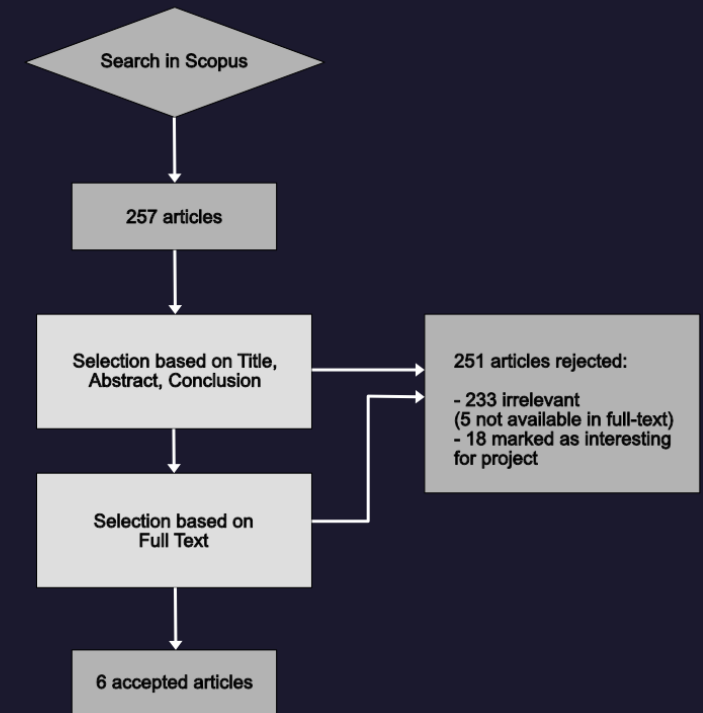 Search in Scopus
257 articles
Selection based on Title,
Abstract, Conclusion
251 articles rejected:
- 233 irrelevant
(5 not available in full-text)
- 18 marked as interesting
for project
Selection based on
Full Text
6 accepted articles